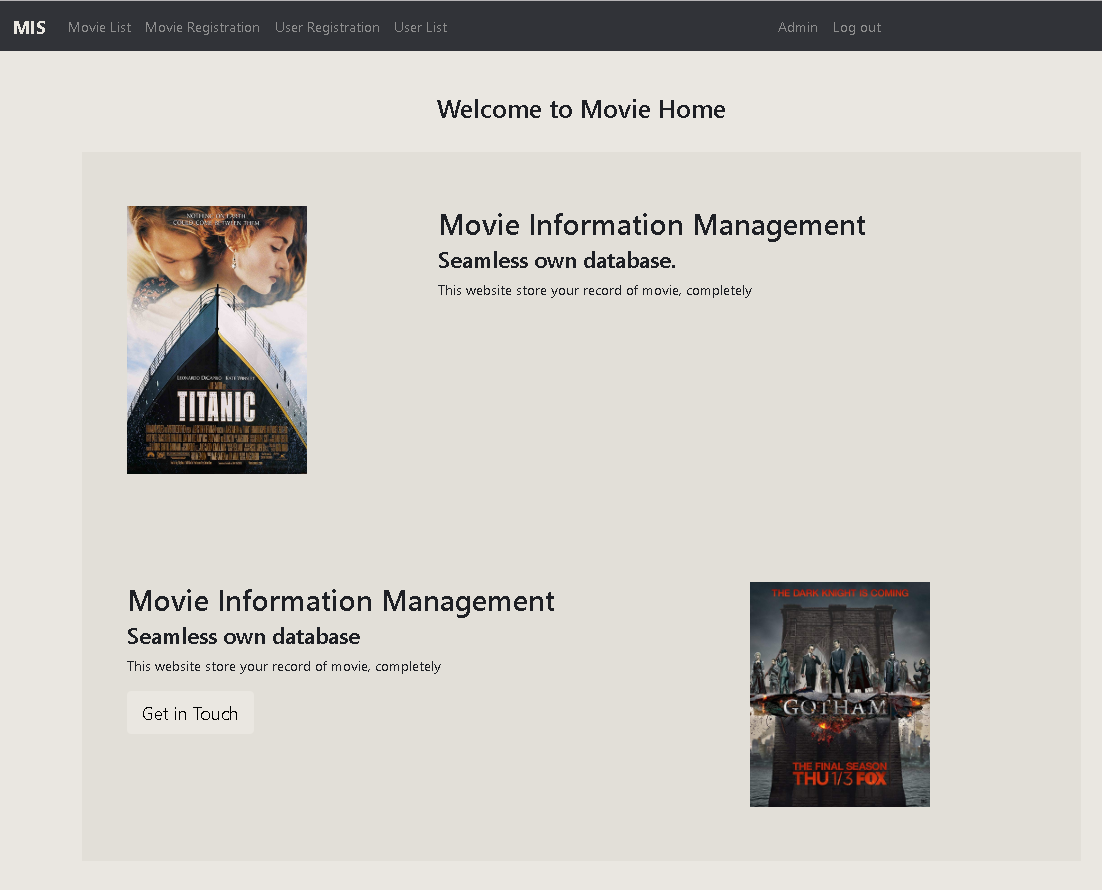 MIS Movie List Movie Registration User Registration User List Admin Log out
Welcome to Movie Home
NOTHING ON EARTH
COULD COME BETWEEN THEM
LEONARDO DICAPRIO KATE WINSLET
TITANIC
Movie Information Management
Seamless own database.
This website store your record of movie, completely
Movie Information Management
Seamless own database
This website store your record of movie, completely
Get in Touch
THE DARK KNIGHT IS COMING
GOTHAM
THE FINAL SEASON
THU 1/3 FOX